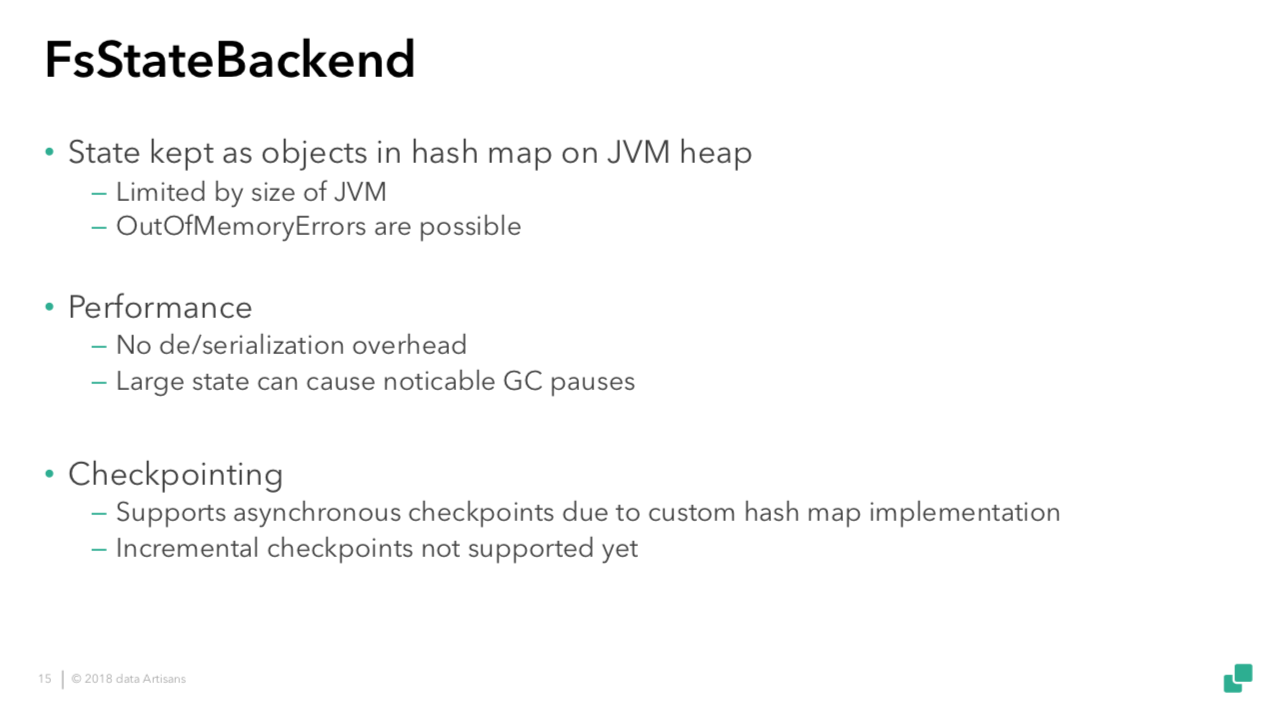 FsStateBackend
• State kept as objects in hash map on JVM heap
– Limited by size of JVM
– OutOfMemoryErrors are possible
• Performance
– No de/serialization overhead
– Large state can cause noticable GC pauses
• Checkpointing
– Supports asynchronous checkpoints due to custom hash map implementation
– Incremental checkpoints not supported yet
15 | © 2018 data Artisans